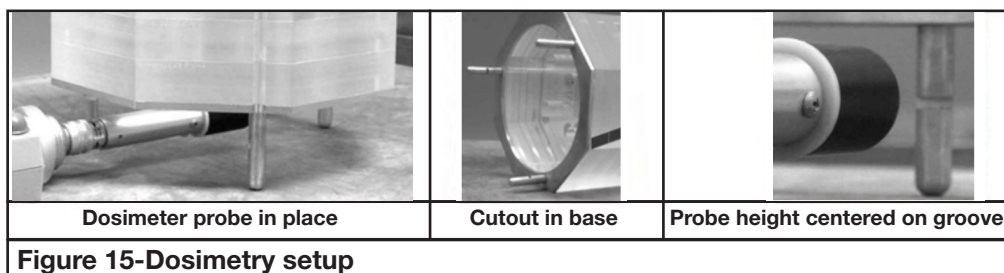 Dosimeter probe in place
Cutout in base
Probe height centered on groove
Figure 15-Dosimetry setup